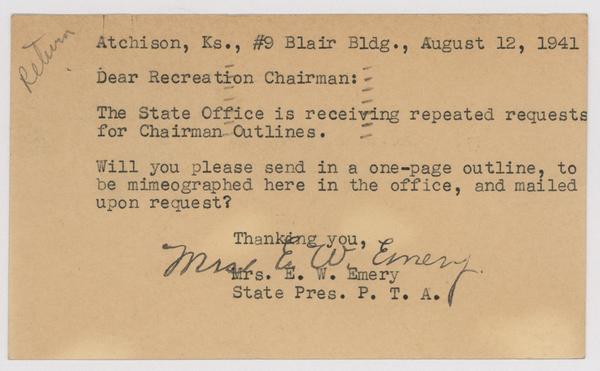 Return
Atchison, Ks., #9 Blair Bldg., August 12, 1941
Dear Recreation Chairman:
The State Office is receiving repeated requests
for Chairman Outlines.
Will you please send in a one-page outline, to
be mimeographed here in the office, and mailed
upon request?
Thanking you,
Mrs. E. W. Emery.
Mrs. E. W. Emery
State Pres. P. T. A.